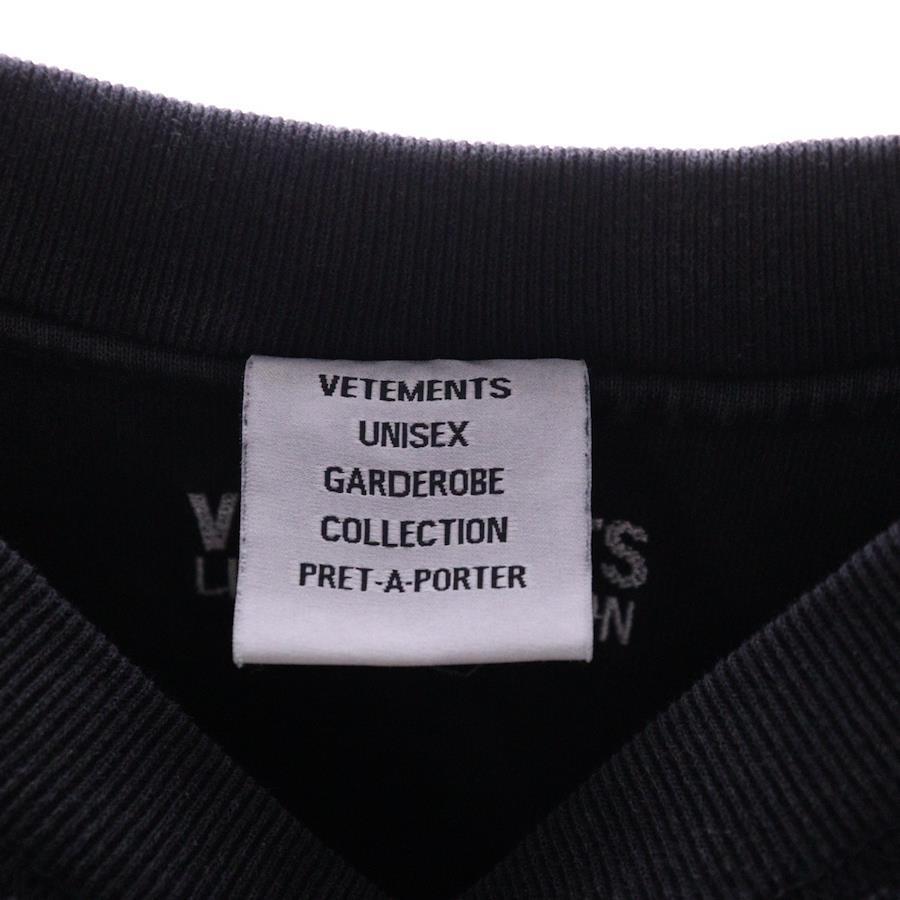 VETEMENTS
UNISEX
GARDEROBE
COLLECTION
PRET-A-PORTER